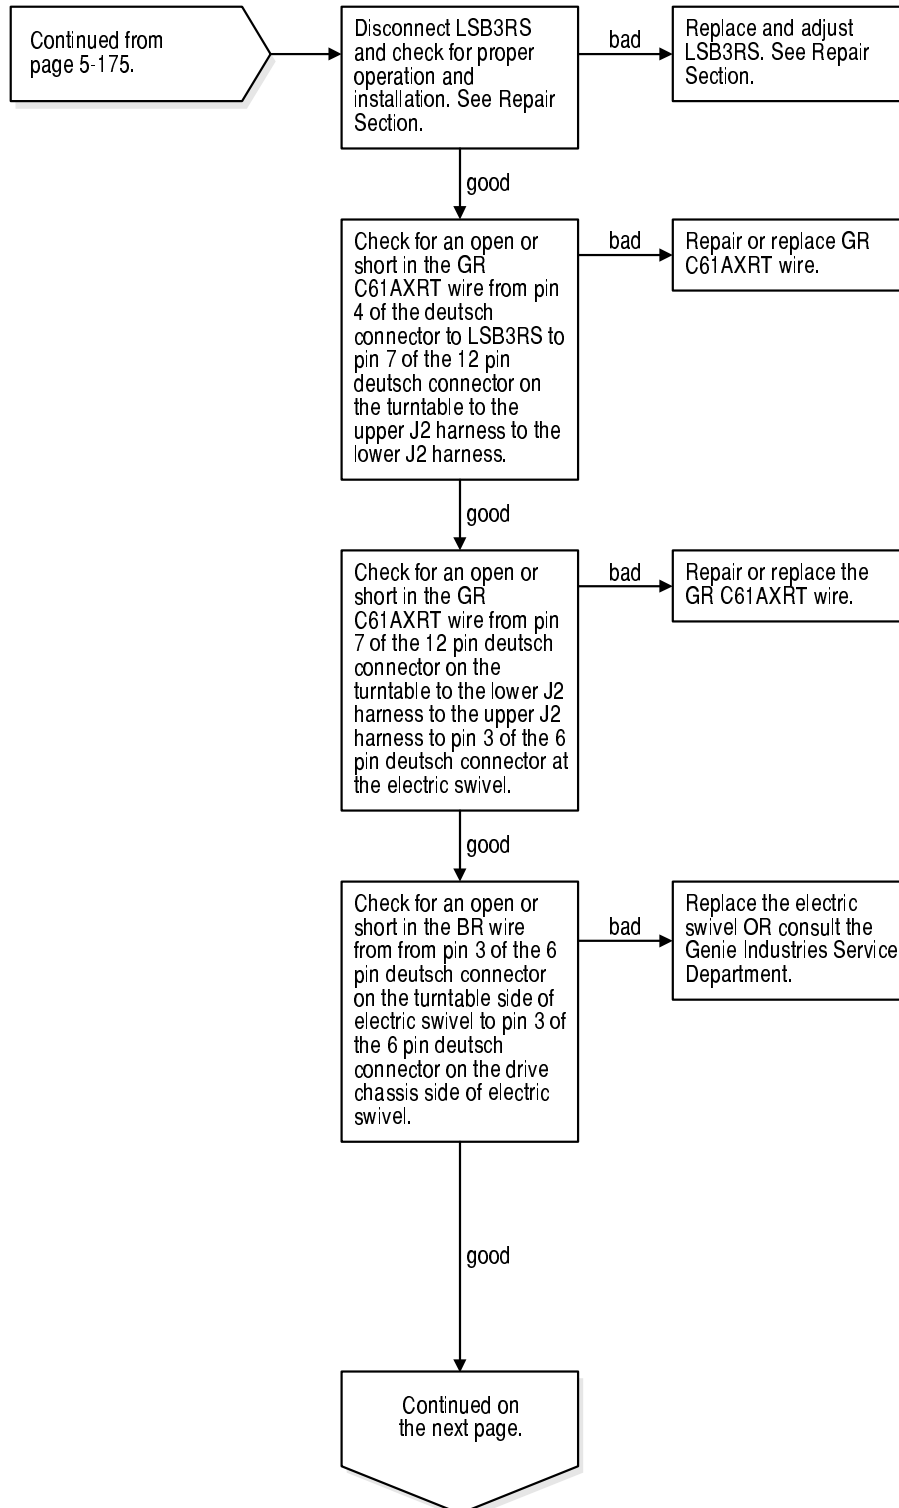 Continued from
page 5-175.
Disconnect LSB3RS
and check for proper
operation and
installation. See Repair
Section.
bad
Replace and adjust
LSB3RS. See Repair
Section.
good
Check for an open or
short in the GR
C61AXRT wire from pin
4 of the deutsch
connector to LSB3RS to
pin 7 of the 12 pin
deutsch connector on
the turntable to the
upper J2 harness to the
lower J2 harness.
bad
Repair or replace GR
C61AXRT wire.
good
Check for an open or
short in the GR
C61AXRT wire from pin
7 of the 12 pin deutsch
connector on the
turntable to the lower J2
harness to the upper J2
harness to pin 3 of the 6
pin deutsch connector at
the electric swivel.
bad
Repair or replace the
GR C61AXRT wire.
good
Check for an open or
short in the BR wire
from from pin 3 of the 6
pin deutsch connector
on the turntable side of
electric swivel to pin 3 of
the 6 pin deutsch
connector on the drive
chassis side of electric
swivel.
bad
Replace the electric
swivel OR consult the
Genie Industries Service
Department.
good
Continued on
the next page.